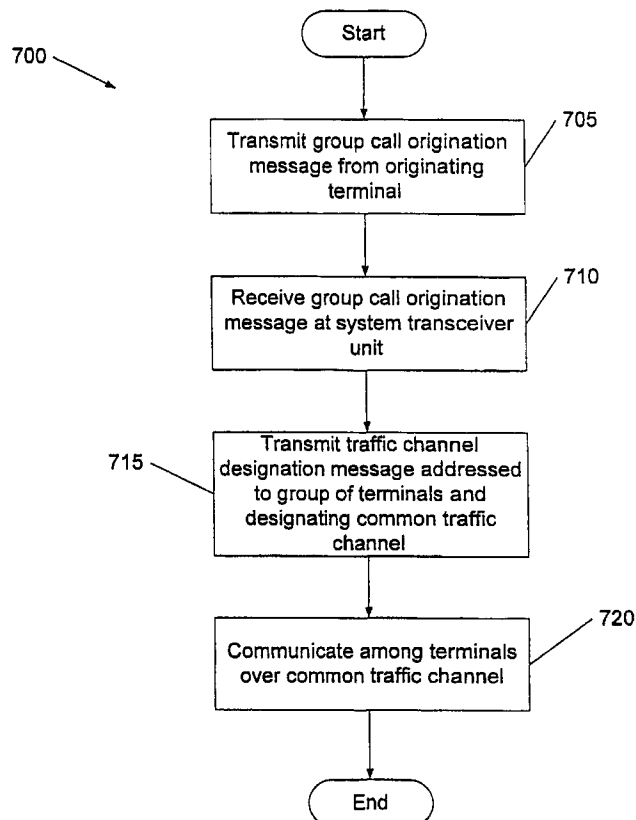 Start
700
705
Transmit group call origination
message from originating
terminal
710
Receive group call origination
message at system transceiver
unit
715
Transmit traffic channel
designation message addressed
to group of terminals and
designating common traffic
channel
720
Communicate among terminals
over common traffic channel
End